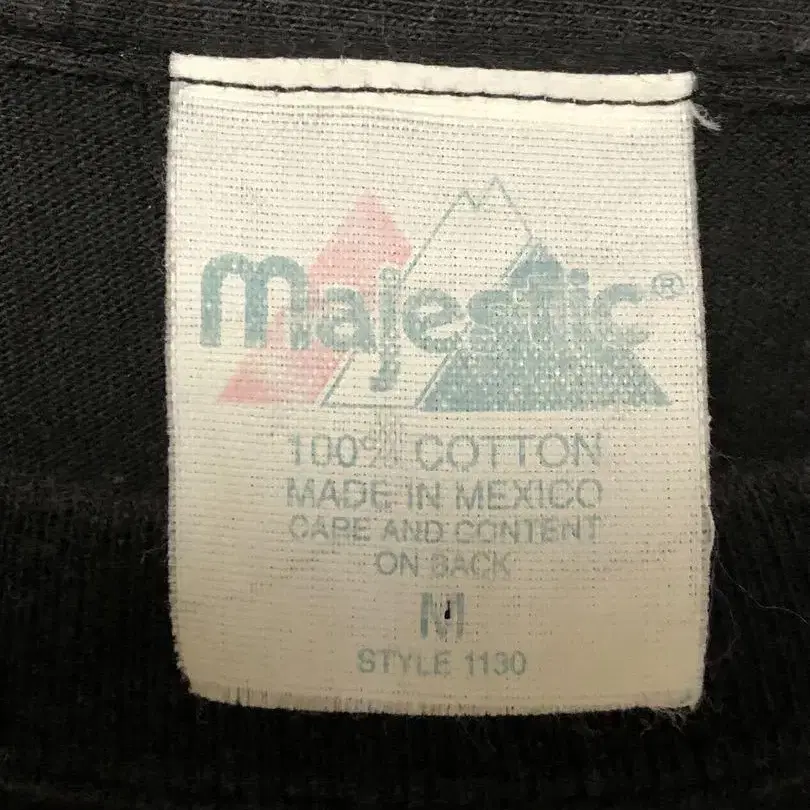 majestic®
100% COTTON
MADE IN MEXICO
CARE AND CONTENT
ON BACK
M
STYLE 1130